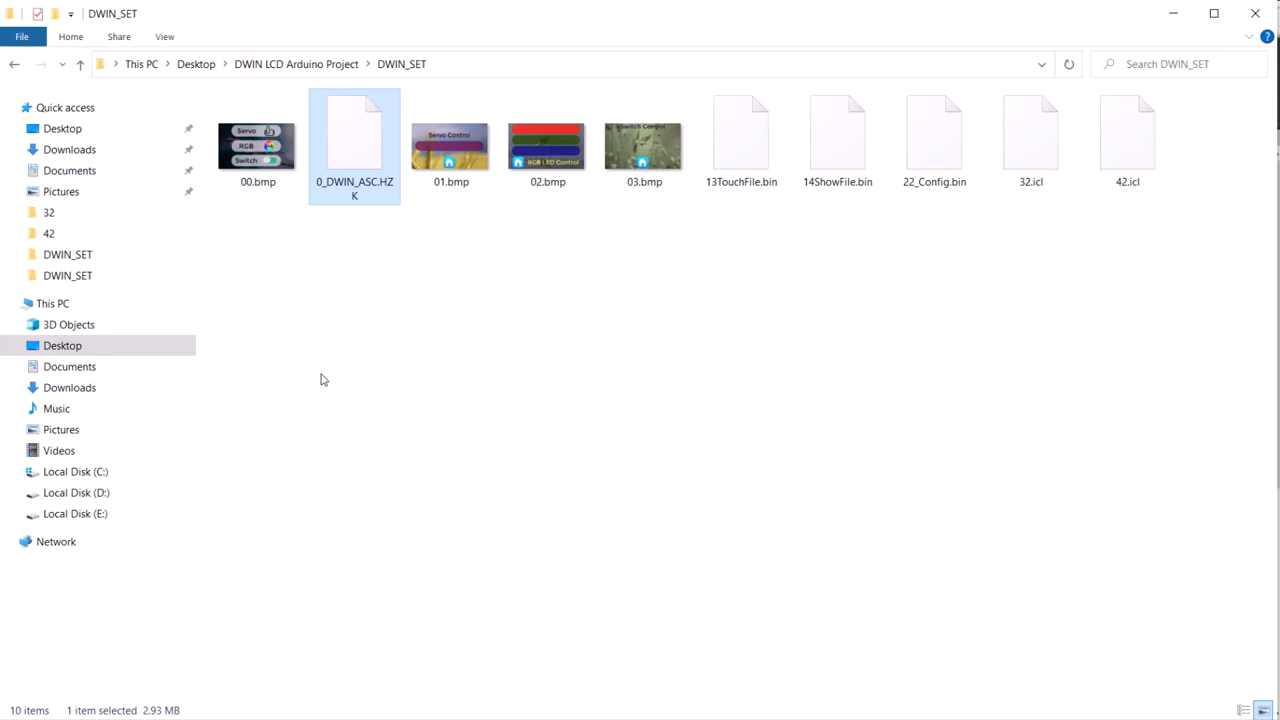 DWIN_SET
File Home Share View
This PC Desktop DWIN LCD Arduino Project DWIN_SET
Search DWIN_SET
Quick access
Desktop
Downloads
Documents
Pictures
32
42
DWIN_SET
DWIN_SET
This PC
3D Objects
Desktop
Documents
Downloads
Music
Pictures
Videos
Local Disk (C:)
Local Disk (D:)
Local Disk (E:)
Network
Servo
RGB
Switch
00.bmp
0_DWIN_ASC.HZ
K
Servo Control
01.bmp
RGB LED Control
02.bmp
Switch Control
03.bmp
13TouchFile.bin
14ShowFile.bin
22_Config.bin
32.icl
42.icl
10 items 1 item selected 2.93 MB